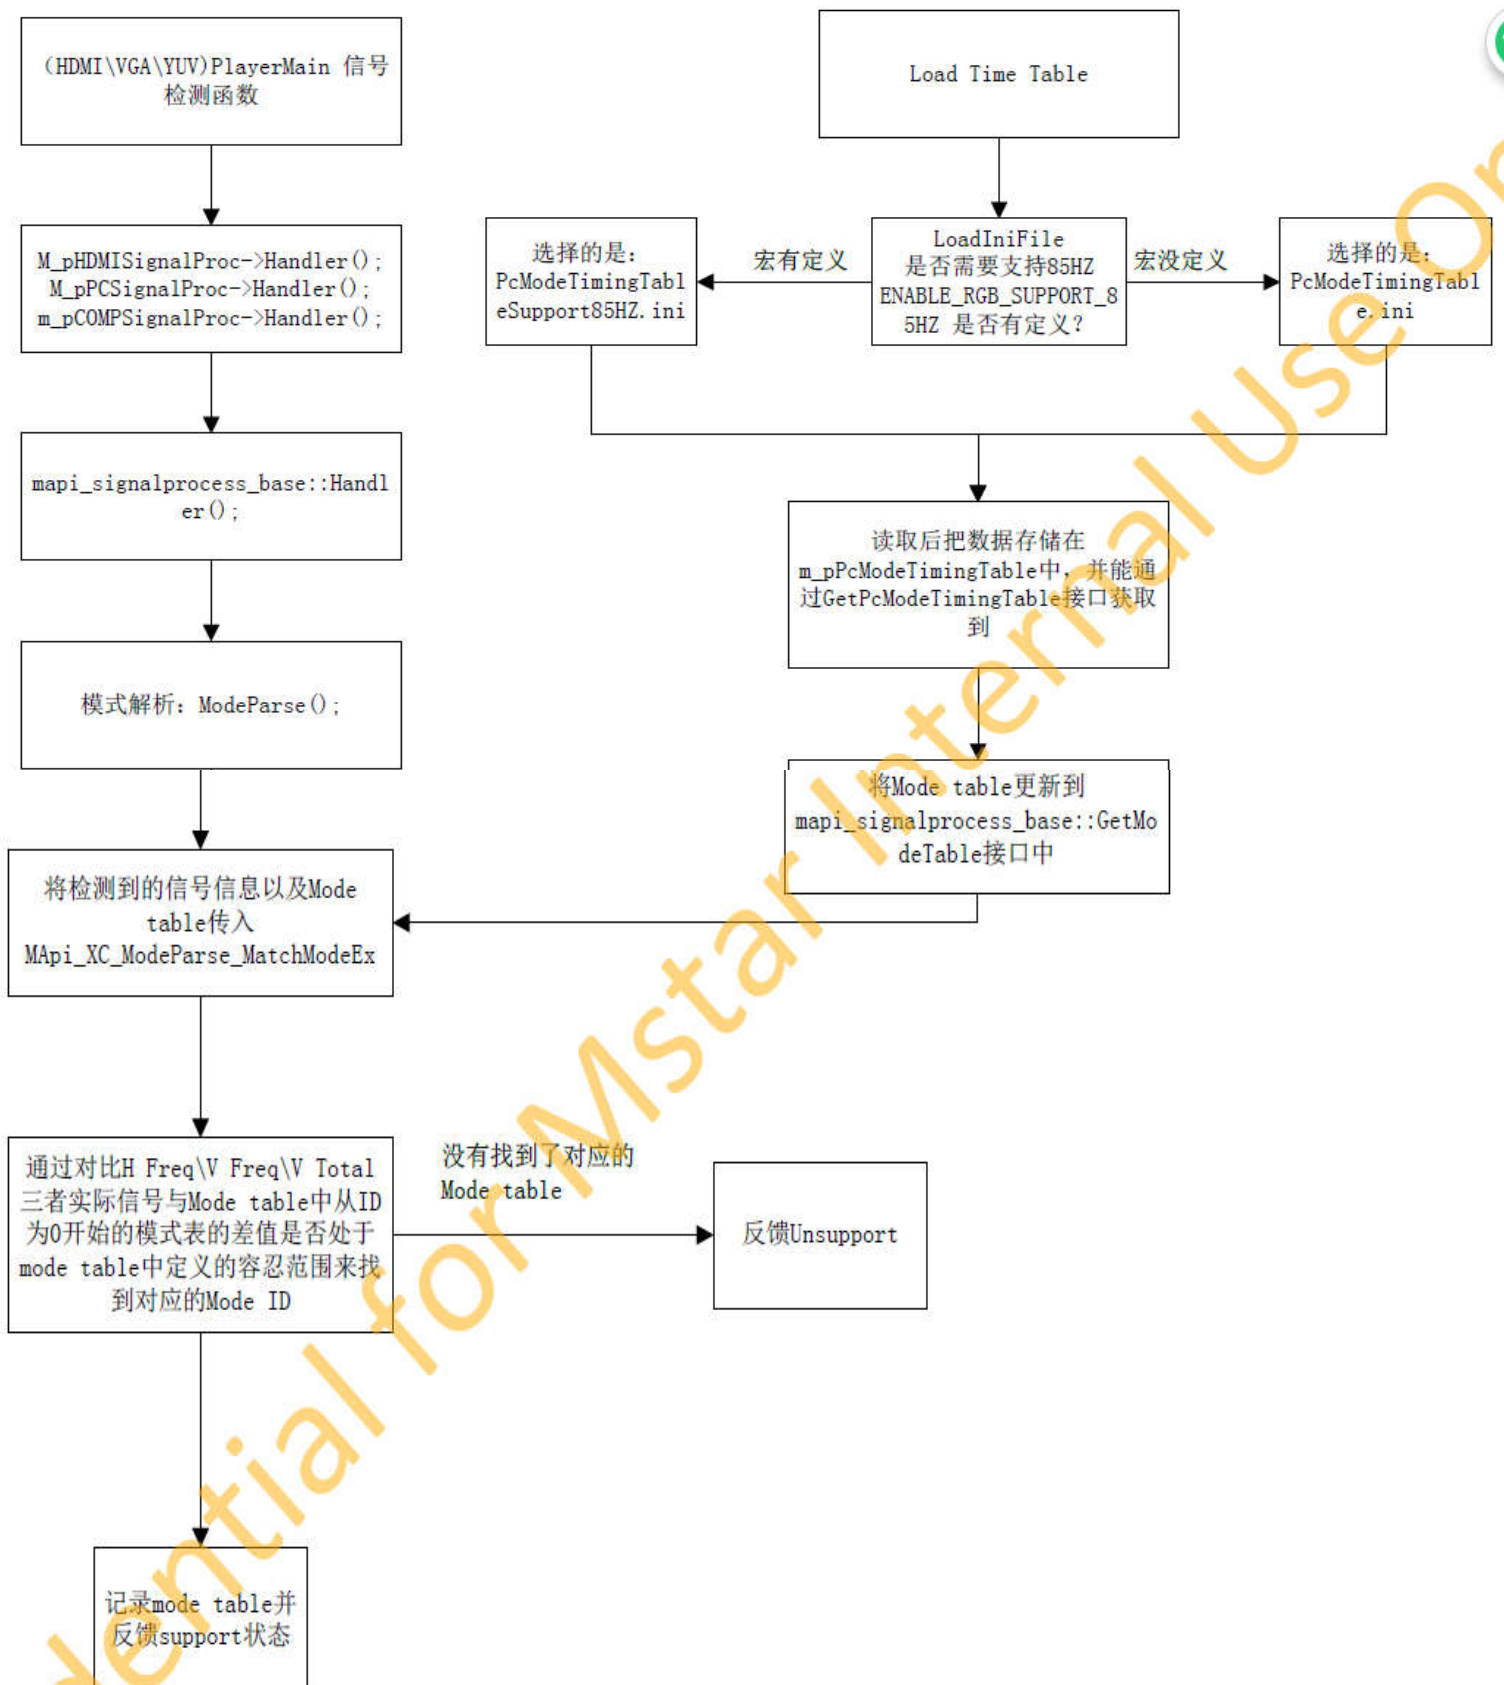 (HDMI\VGA\YUV)PlayerMain 信号
检测函数
M_pHDMISignalProc->Handler();
M_pPCSignalProc->Handler();
m_pCOMPSignalProc->Handler();
mapi_signalprocess_base::Handl
er();
模式解析：ModeParse();
将检测到的信号信息以及Mode
table传入
MApi_XC_ModeParse_MatchModeEx
通过对比H Freq\V Freq\V Total
三者实际信号与Mode table中从ID
为0开始的模式表的差值是否处于
mode table中定义的容忍范围来找
到对应的Mode ID
没有找到了对应的
Mode table
反馈Unsupport
记录mode table并
反馈support状态
Load Time Table
LoadIniFile
是否需要支持85HZ
ENABLE_RGB_SUPPORT_8
5HZ 是否有定义？
宏有定义
选择的是：
PcModeTimingTabl
eSupport85HZ.ini
宏没定义
选择的是：
PcModeTimingTabl
e.ini
读取后把数据存储在
m_pPcModeTimingTable中，并能通
过GetPcModeTimingTable接口获取
到
将Mode table更新到
mapi_signalprocess_base::GetMo
deTable接口中
dential for Mstar Internal Use On